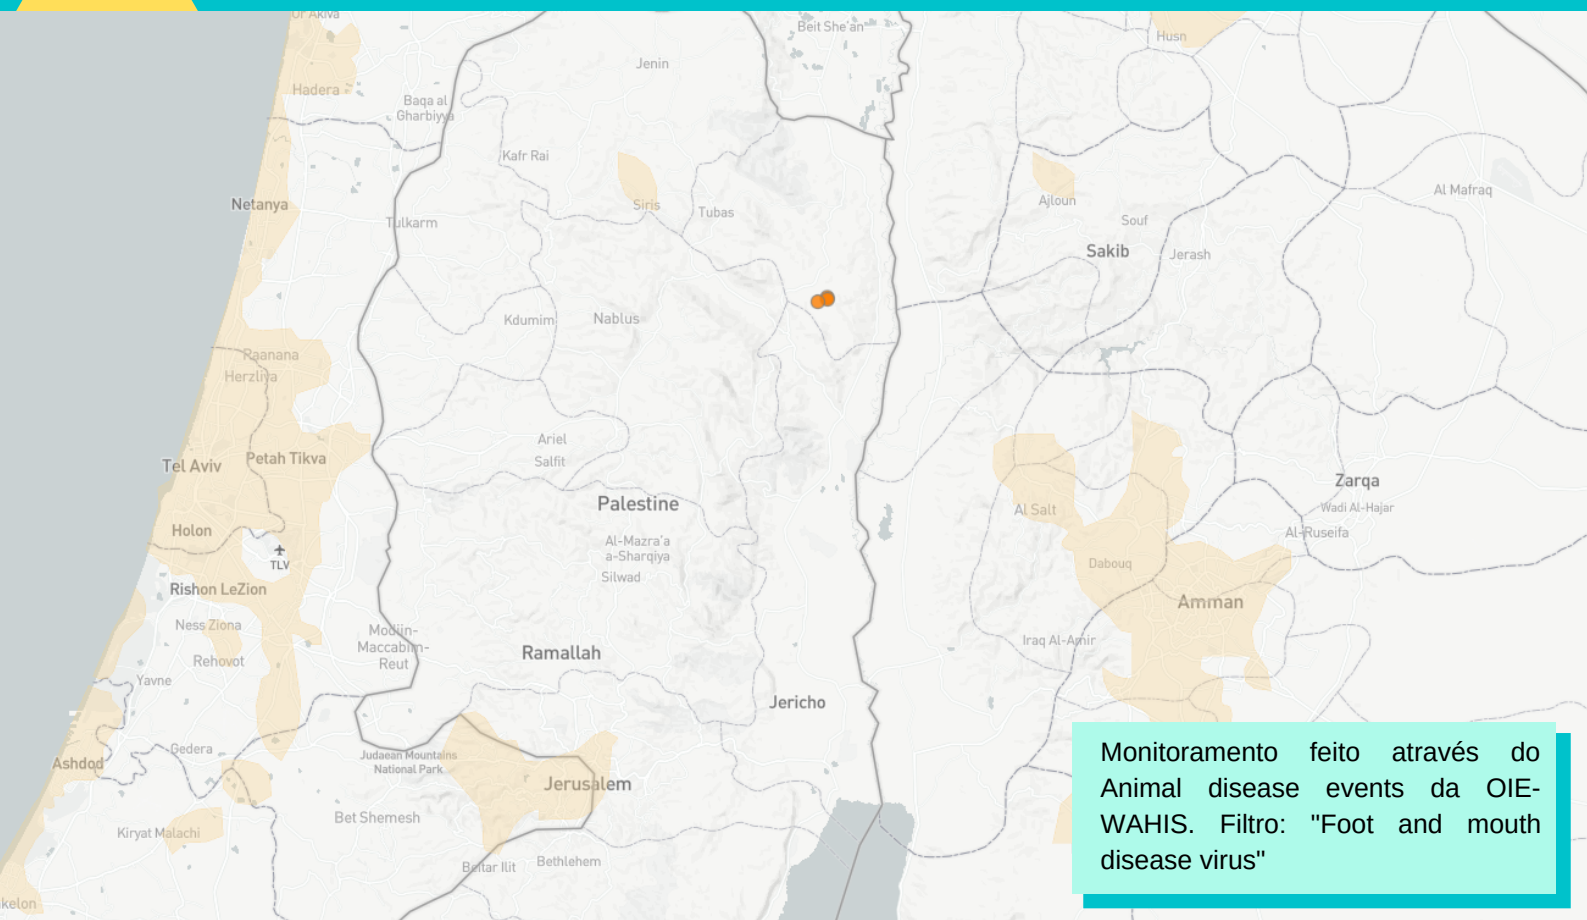 Or Akiva
Beit She'an
Husn
Jenin
Hadera
Baqa al
Gharbiyya
Kafr Rai
Al Mafraq
Netanya
Siris
Tubas
Ajloun
Souf
Tulkarm
Sakib
Jerash
Kdumim
Nablus
Raanana
Herzliya
Ariel
Salfit
Tel Aviv
Petah Tikva
Zarqa
Palestine
Wadi Al-Hajar
Al Salt
Holon
Al-Ruseifa
Al-Mazra'a
a-Sharqiya
TLV
Dabouq
Silwad
Rishon LeZion
Amman
Ness Ziona
Modiin-
Maccabim-
Reut
Iraq Al-Amir
Ramallah
Rehovot
Yavne
Jericho
Gedera
Judaean Mountains
National Park
Ashdod
Jerusalem
Bet Shemesh
Kiryat Malachi
Beitar Ilit
Bethlehem
kelon
Monitoramento feito através do
Animal disease events da OIE-
WAHIS. Filtro: "Foot and mouth
disease virus"